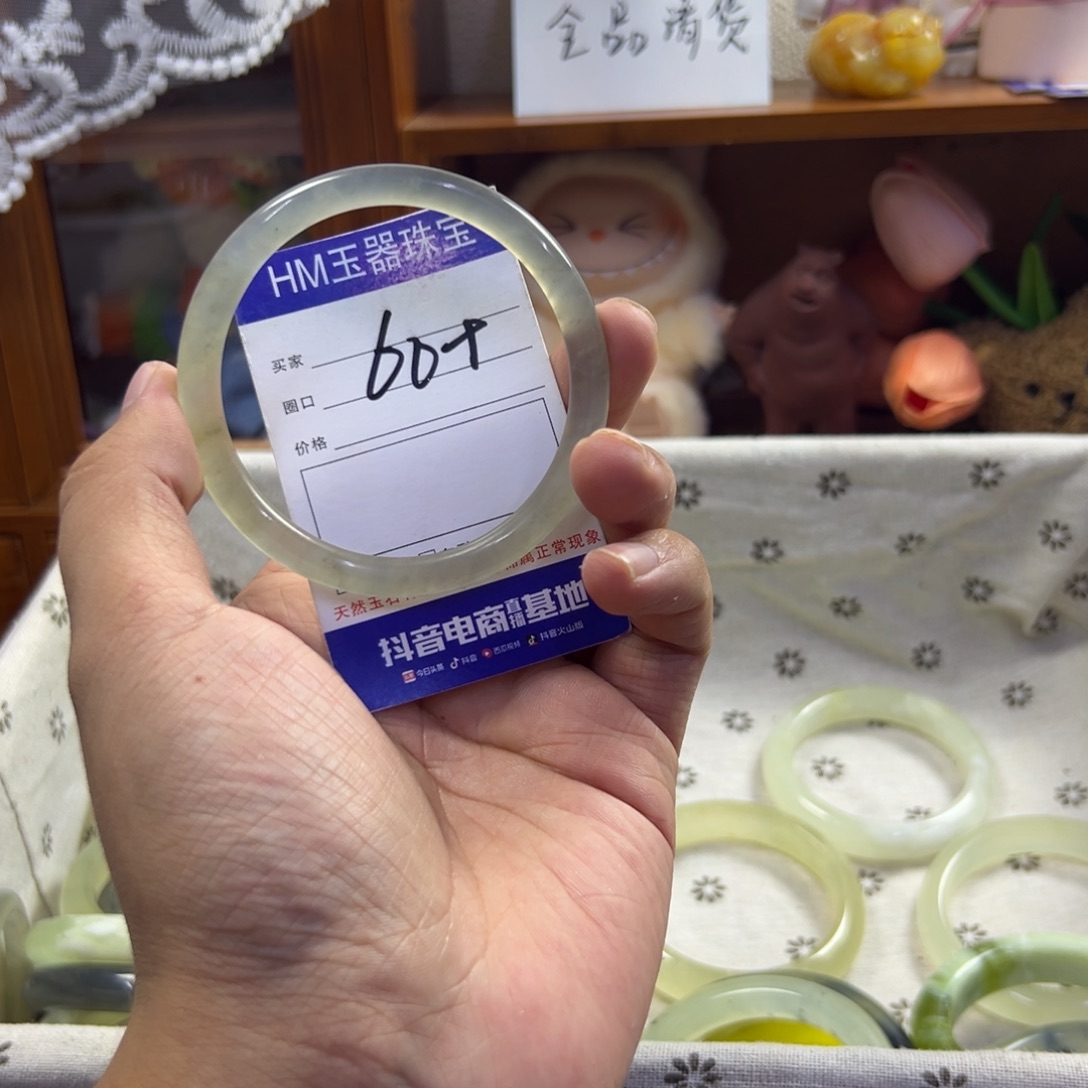 全品清货
HM玉器珠宝
买家
60+
圈口
价格
属正常现象
天然玉石
抖音电商直播基地
今日头条 抖音 西瓜视频 抖音火山版